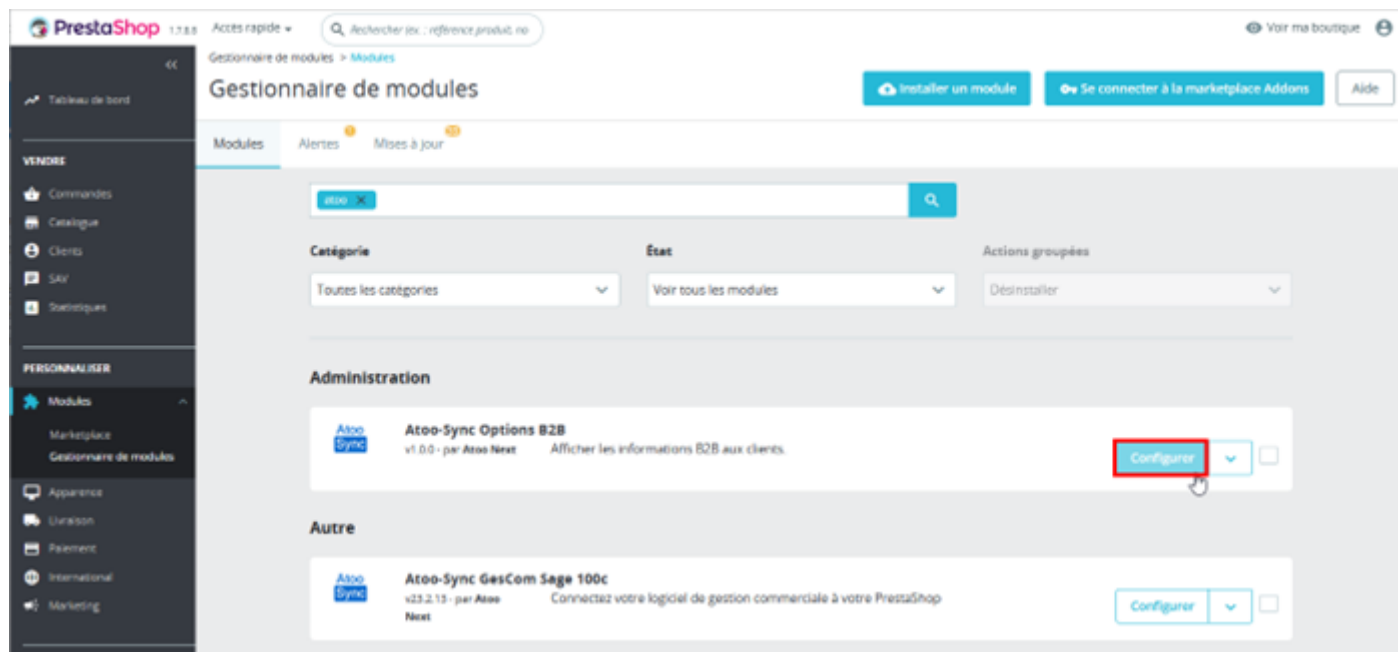 PrestaShop 1.7.8.8 Accès rapide Rechercher (ex. : référence produit, no Voir ma boutique
Gestionnaire de modules > Modules
Gestionnaire de modules
Installer un module Se connecter à la marketplace Addons Aide
Modules Alertes Mises à jour
Tableau de bord
VENDRE
Commandes
Catalogue
Clients
SAV
Statistiques
PERSONNALISER
Modules
Marketplace
Gestionnaire de modules
Apparence
Livraison
Paiement
International
Marketing
atoo
Catégorie État Actions groupées
Toutes les catégories Voir tous les modules Désinstaller
Administration
Atoo Sync
Atoo-Sync Options B2B
v1.0.0 - par Atoo Next Afficher les informations B2B aux clients.
Configurer
Autre
Atoo Sync
Atoo-Sync GesCom Sage 100c
v23.2.13 - par Atoo Connectez votre logiciel de gestion commerciale à votre PrestaShop
Next
Configurer